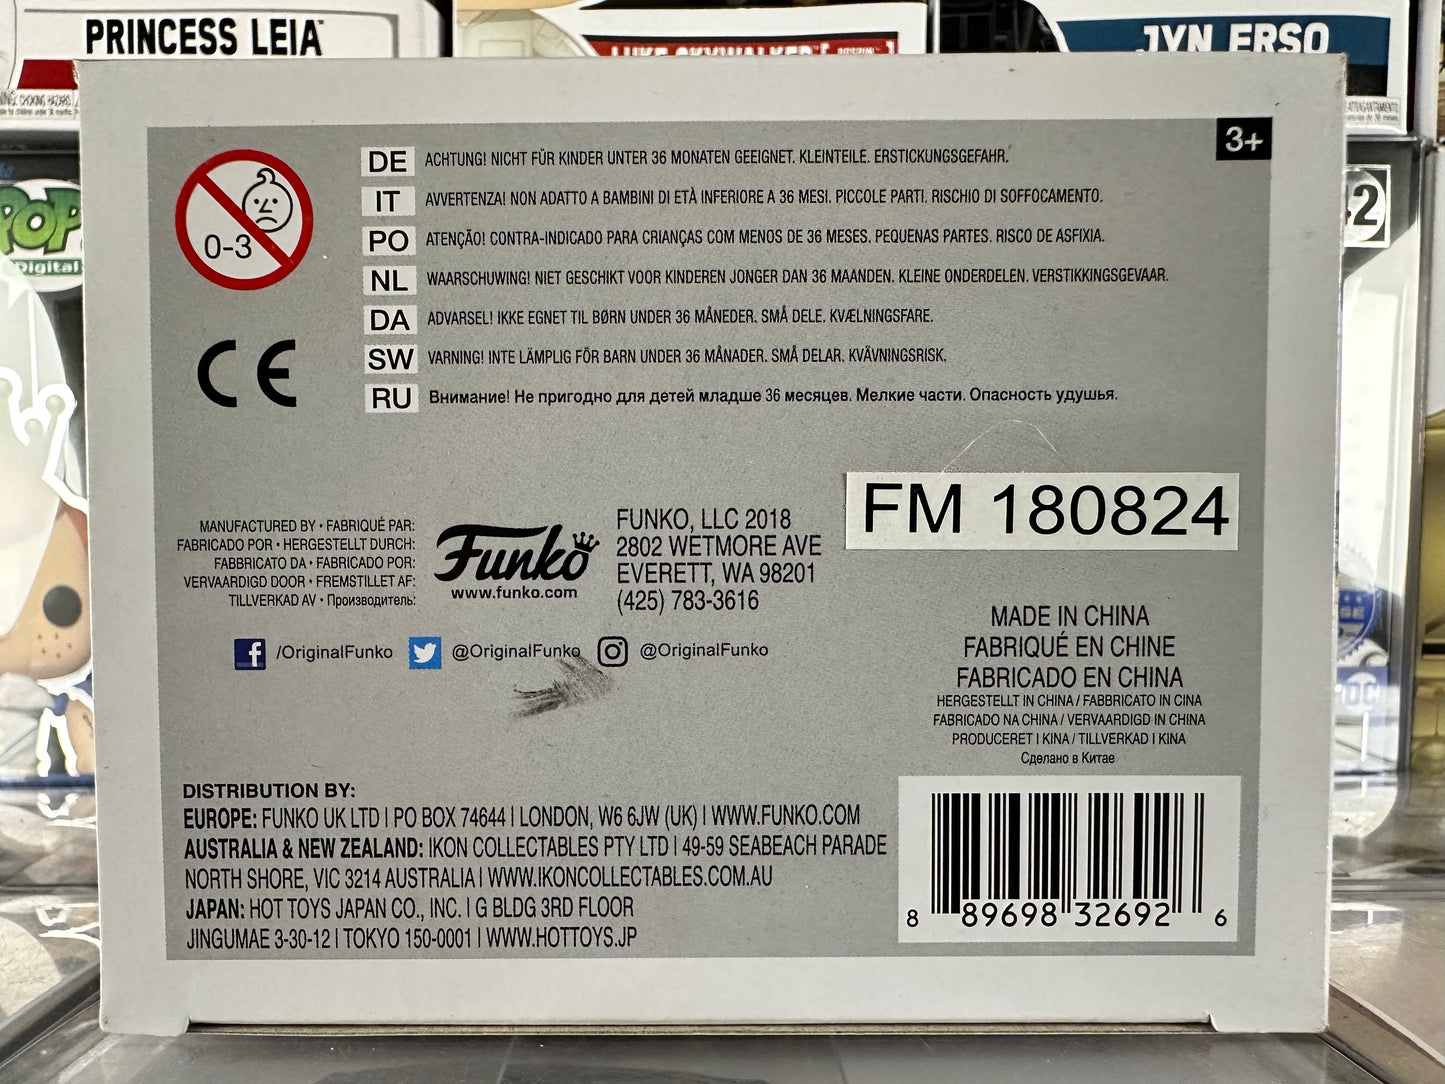 PRINCESS LEIA™
LUKE SKYWALKER™
JYN ERSO
POP
Digital
42
3+
0-3
DE ACHTUNG! NICHT FÜR KINDER UNTER 36 MONATEN GEEIGNET. KLEINTEILE. ERSTICKUNGSGEFAHR.
IT AVVERTENZA! NON ADATTO A BAMBINI DI ETÀ INFERIORE A 36 MESI. PICCOLE PARTI. RISCHIO DI SOFFOCAMENTO.
PO ATENÇÃO! CONTRA-INDICADO PARA CRIANÇAS COM MENOS DE 36 MESES. PEQUENAS PARTES. RISCO DE ASFIXIA.
NL WAARSCHUWING! NIET GESCHIKT VOOR KINDEREN JONGER DAN 36 MAANDEN. KLEINE ONDERDELEN. VERSTIKKINGSGEVAAR.
DA ADVARSEL! IKKE EGNET TIL BØRN UNDER 36 MÅNEDER. SMÅ DELE. KVÆLNINGSFARE.
SW VARNING! INTE LÄMPLIG FÖR BARN UNDER 36 MÅNADER. SMÅ DELAR. KVÄVNINGSRISK.
RU Внимание! Не пригодно для детей младше 36 месяцев. Мелкие части. Опасность удушья.
CE
MANUFACTURED BY • FABRIQUÉ PAR:
FABRICADO POR • HERGESTELLT DURCH:
FABBRICATO DA • FABRICADO POR:
VERVAARDIGD DOOR • FREMSTILLET AF:
TILLVERKAD AV • Производитель:
Funko
www.funko.com
FUNKO, LLC 2018
2802 WETMORE AVE
EVERETT, WA 98201
(425) 783-3616
FM 180824
/OriginalFunko @OriginalFunko @OriginalFunko
MADE IN CHINA
FABRIQUÉ EN CHINE
FABRICADO EN CHINA
HERGESTELLT IN CHINA / FABBRICATO IN CINA
FABRICADO NA CHINA / VERVAARDIGD IN CHINA
PRODUCERET I KINA / TILLVERKAD I KINA
Сделано в Китае
DISTRIBUTION BY:
EUROPE: FUNKO UK LTD | PO BOX 74644 | LONDON, W6 6JW (UK) | WWW.FUNKO.COM
AUSTRALIA & NEW ZEALAND: IKON COLLECTABLES PTY LTD | 49-59 SEABEACH PARADE
NORTH SHORE, VIC 3214 AUSTRALIA | WWW.IKONCOLLECTABLES.COM.AU
JAPAN: HOT TOYS JAPAN CO., INC. | G BLDG 3RD FLOOR
JINGUMAE 3-30-12 | TOKYO 150-0001 | WWW.HOTTOYS.JP
8 89698 32692 6